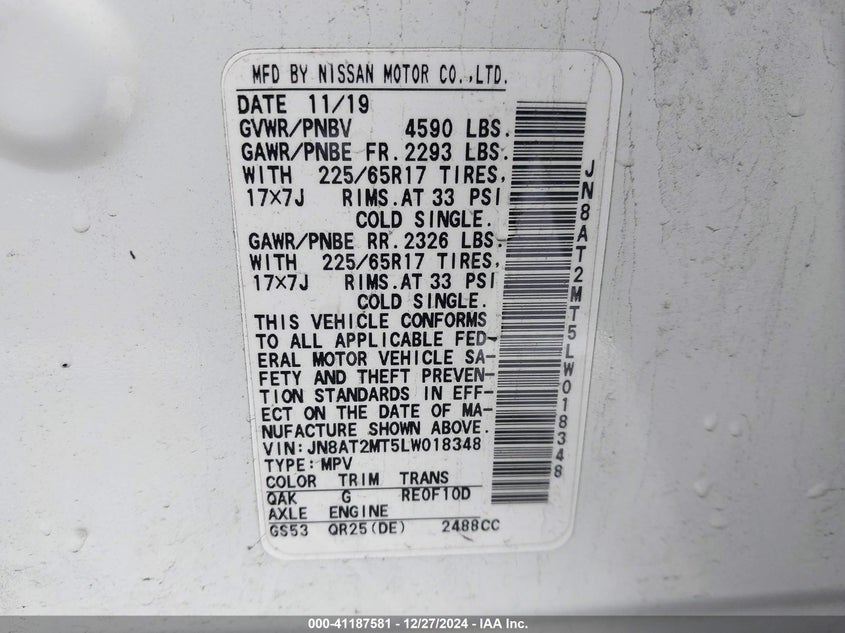 MFD BY NISSAN MOTOR CO.,LTD.
DATE 11/19
GVWR/PNBV 4590 LBS.
GAWR/PNBE FR. 2293 LBS.
WITH 225/65R17 TIRES.
17×7J RIMS. AT 33 PSI
COLD SINGLE.
GAWR/PNBE RR. 2326 LBS.
WITH 225/65R17 TIRES.
17×7J RIMS. AT 33 PSI
COLD SINGLE.
THIS VEHICLE CONFORMS
TO ALL APPLICABLE FED-
ERAL MOTOR VEHICLE SA-
FETY AND THEFT PREVEN-
TION STANDARDS IN EFF-
ECT ON THE DATE OF MA-
NUFACTURE SHOWN ABOVE.
VIN: JN8AT2MT5LW018348
TYPE: MPV
COLOR TRIM TRANS
QAK G RE0F10D
AXLE ENGINE
GS53 QR25(DE) 2488CC
JN8AT2MT5LW018348
000-41187581 - 12/27/2024 - IAA Inc.